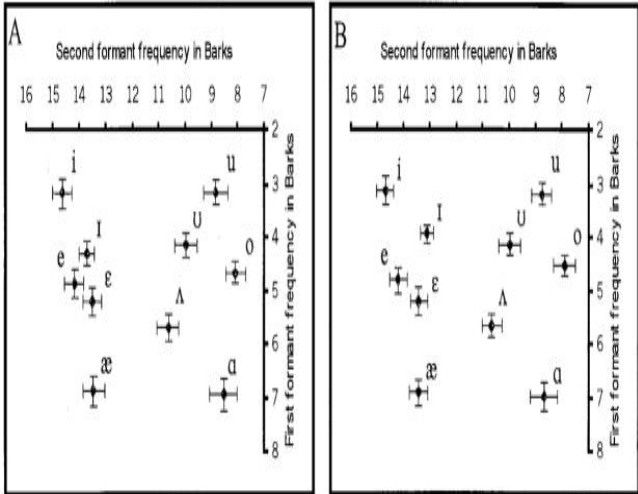 A
Second formant frequency in Barks
16 15 14 13 12 11 10 9 8 7
2
i
u
3
ɪ
ʊ
4
o
e
ɛ
5
ʌ
6
æ
ɑ
7
8
First formant frequency in Barks
B
Second formant frequency in Barks
16 15 14 13 12 11 10 9 8 7
2
i
u
3
ɪ
ʊ
4
o
e
ɛ
5
ʌ
6
æ
ɑ
7
8
First formant frequency in Barks